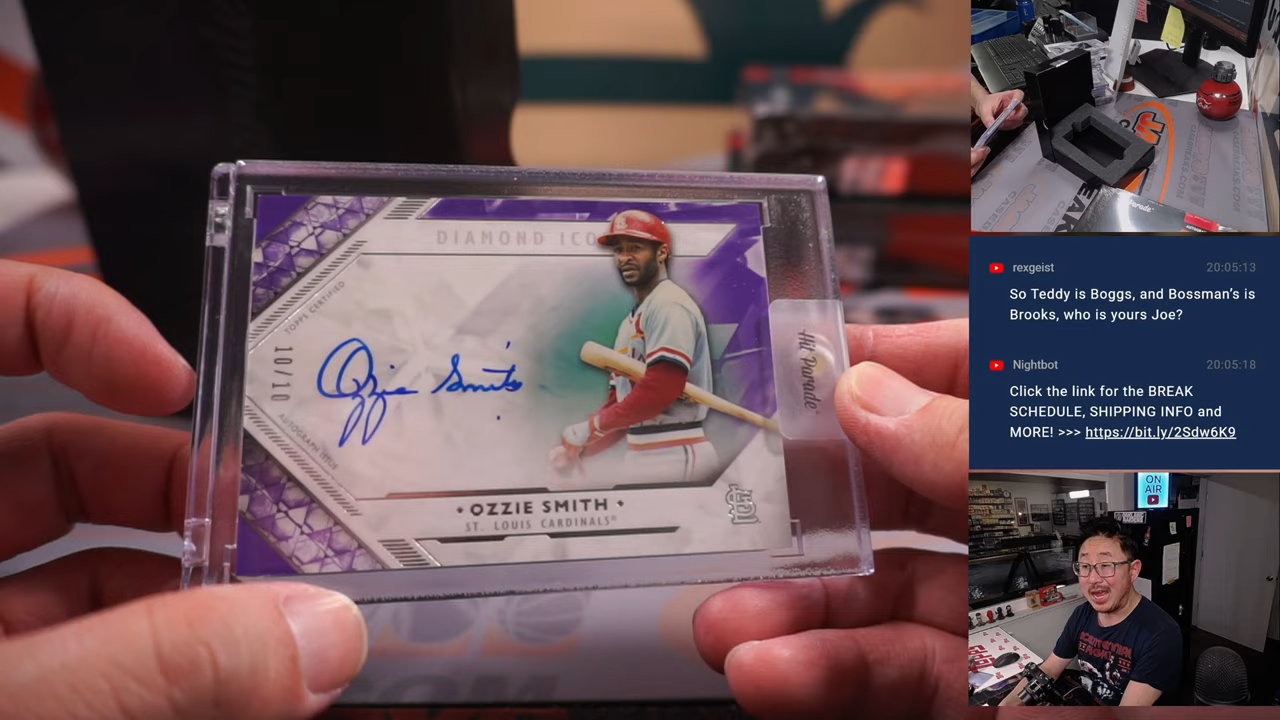 DIAMOND ICO
TOPPS CERTIFIED
10/10
AUTOGRAPH ISSUE
Ozzie Smith
OZZIE SMITH
ST. LOUIS CARDINALS
Hit Parade
rexgeist 20:05:13
So Teddy is Boggs, and Bossman's is
Brooks, who is yours Joe?
Nightbot 20:05:18
Click the link for the BREAK
SCHEDULE, SHIPPING INFO and
MORE! >>> https://bit.ly/2Sdw6K9
ON
AIR